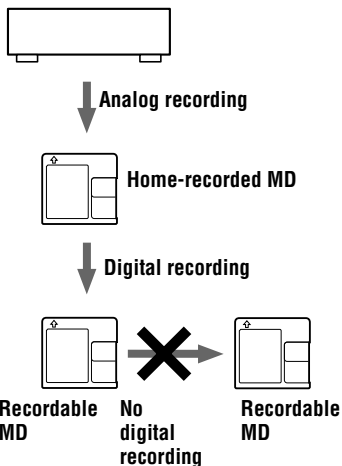 Analog recording
Home-recorded MD
Digital recording
Recordable MD
No digital recording
Recordable MD